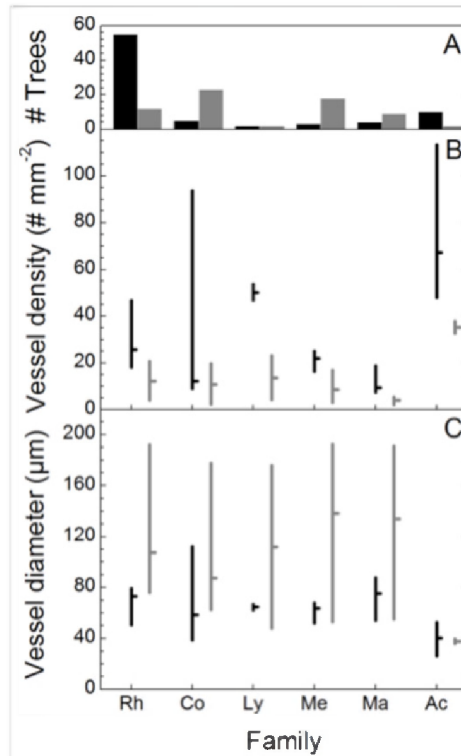 A
# Trees
60
40
20
0
B
Vessel density (# mm⁻²)
100
80
60
40
20
0
C
Vessel diameter (µm)
200
160
120
80
40
0
Rh Co Ly Me Ma Ac
Family